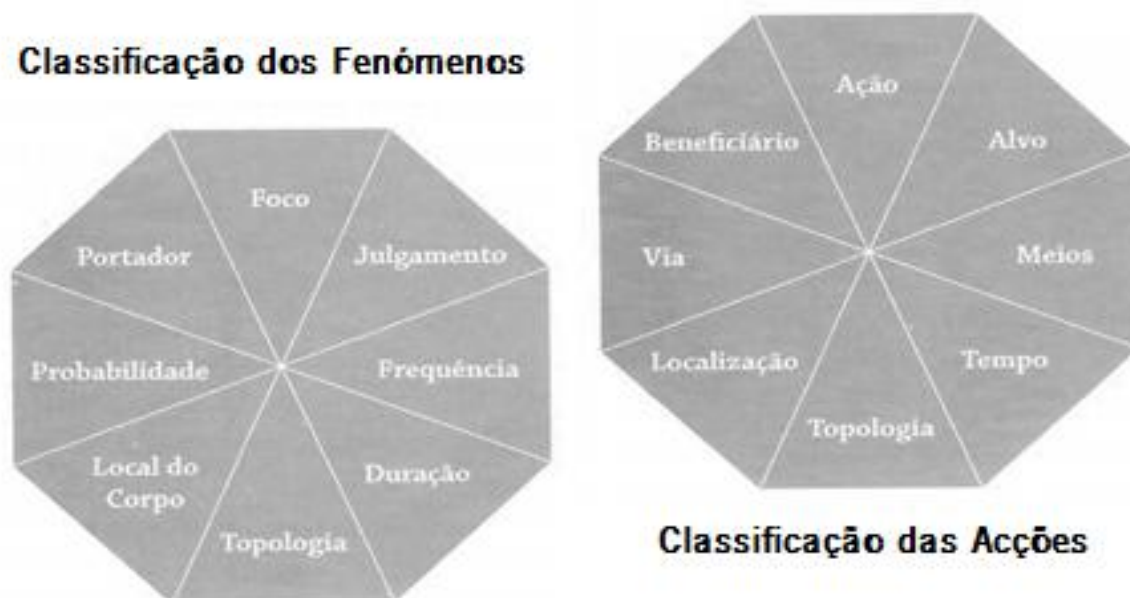 Classificação dos Fenómenos
Foco
Julgamento
Frequência
Duração
Topologia
Local do
Corpo
Probabilidade
Portador
Ação
Alvo
Meios
Tempo
Topologia
Localização
Via
Beneficiário
Classificação das Acções